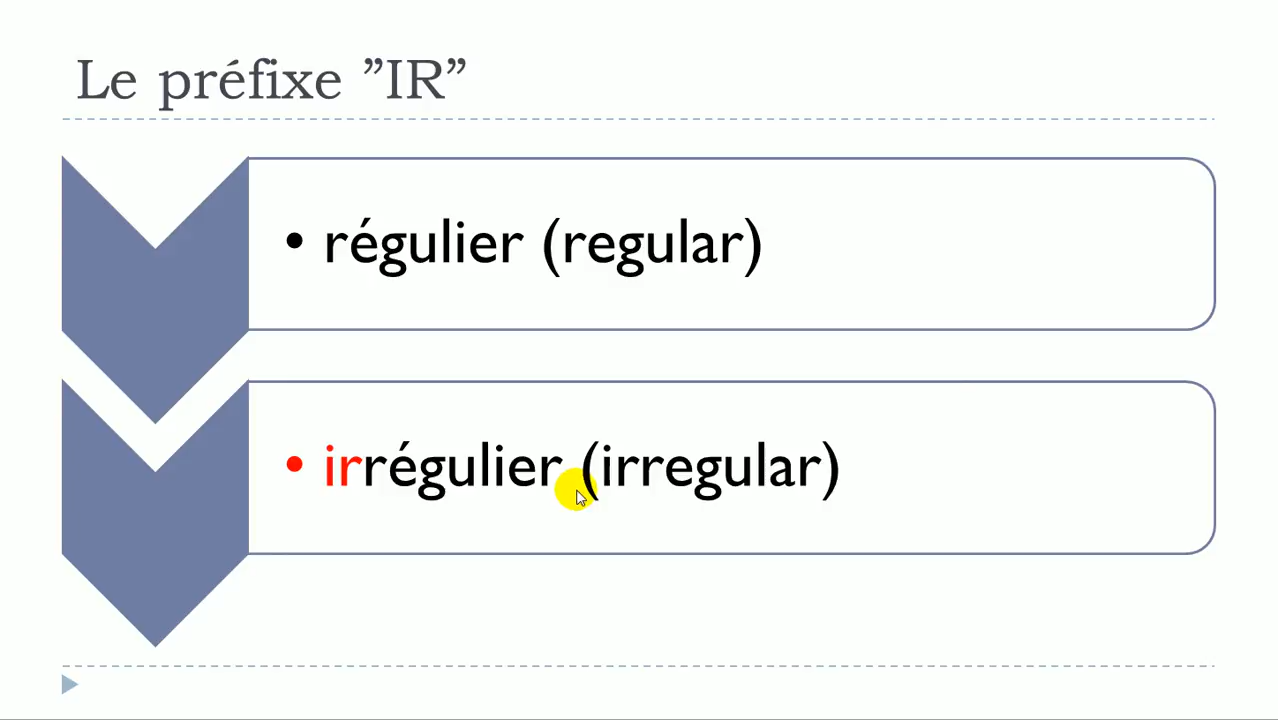 Le préfixe ”IR”
• régulier (regular)
• irrégulier (irregular)